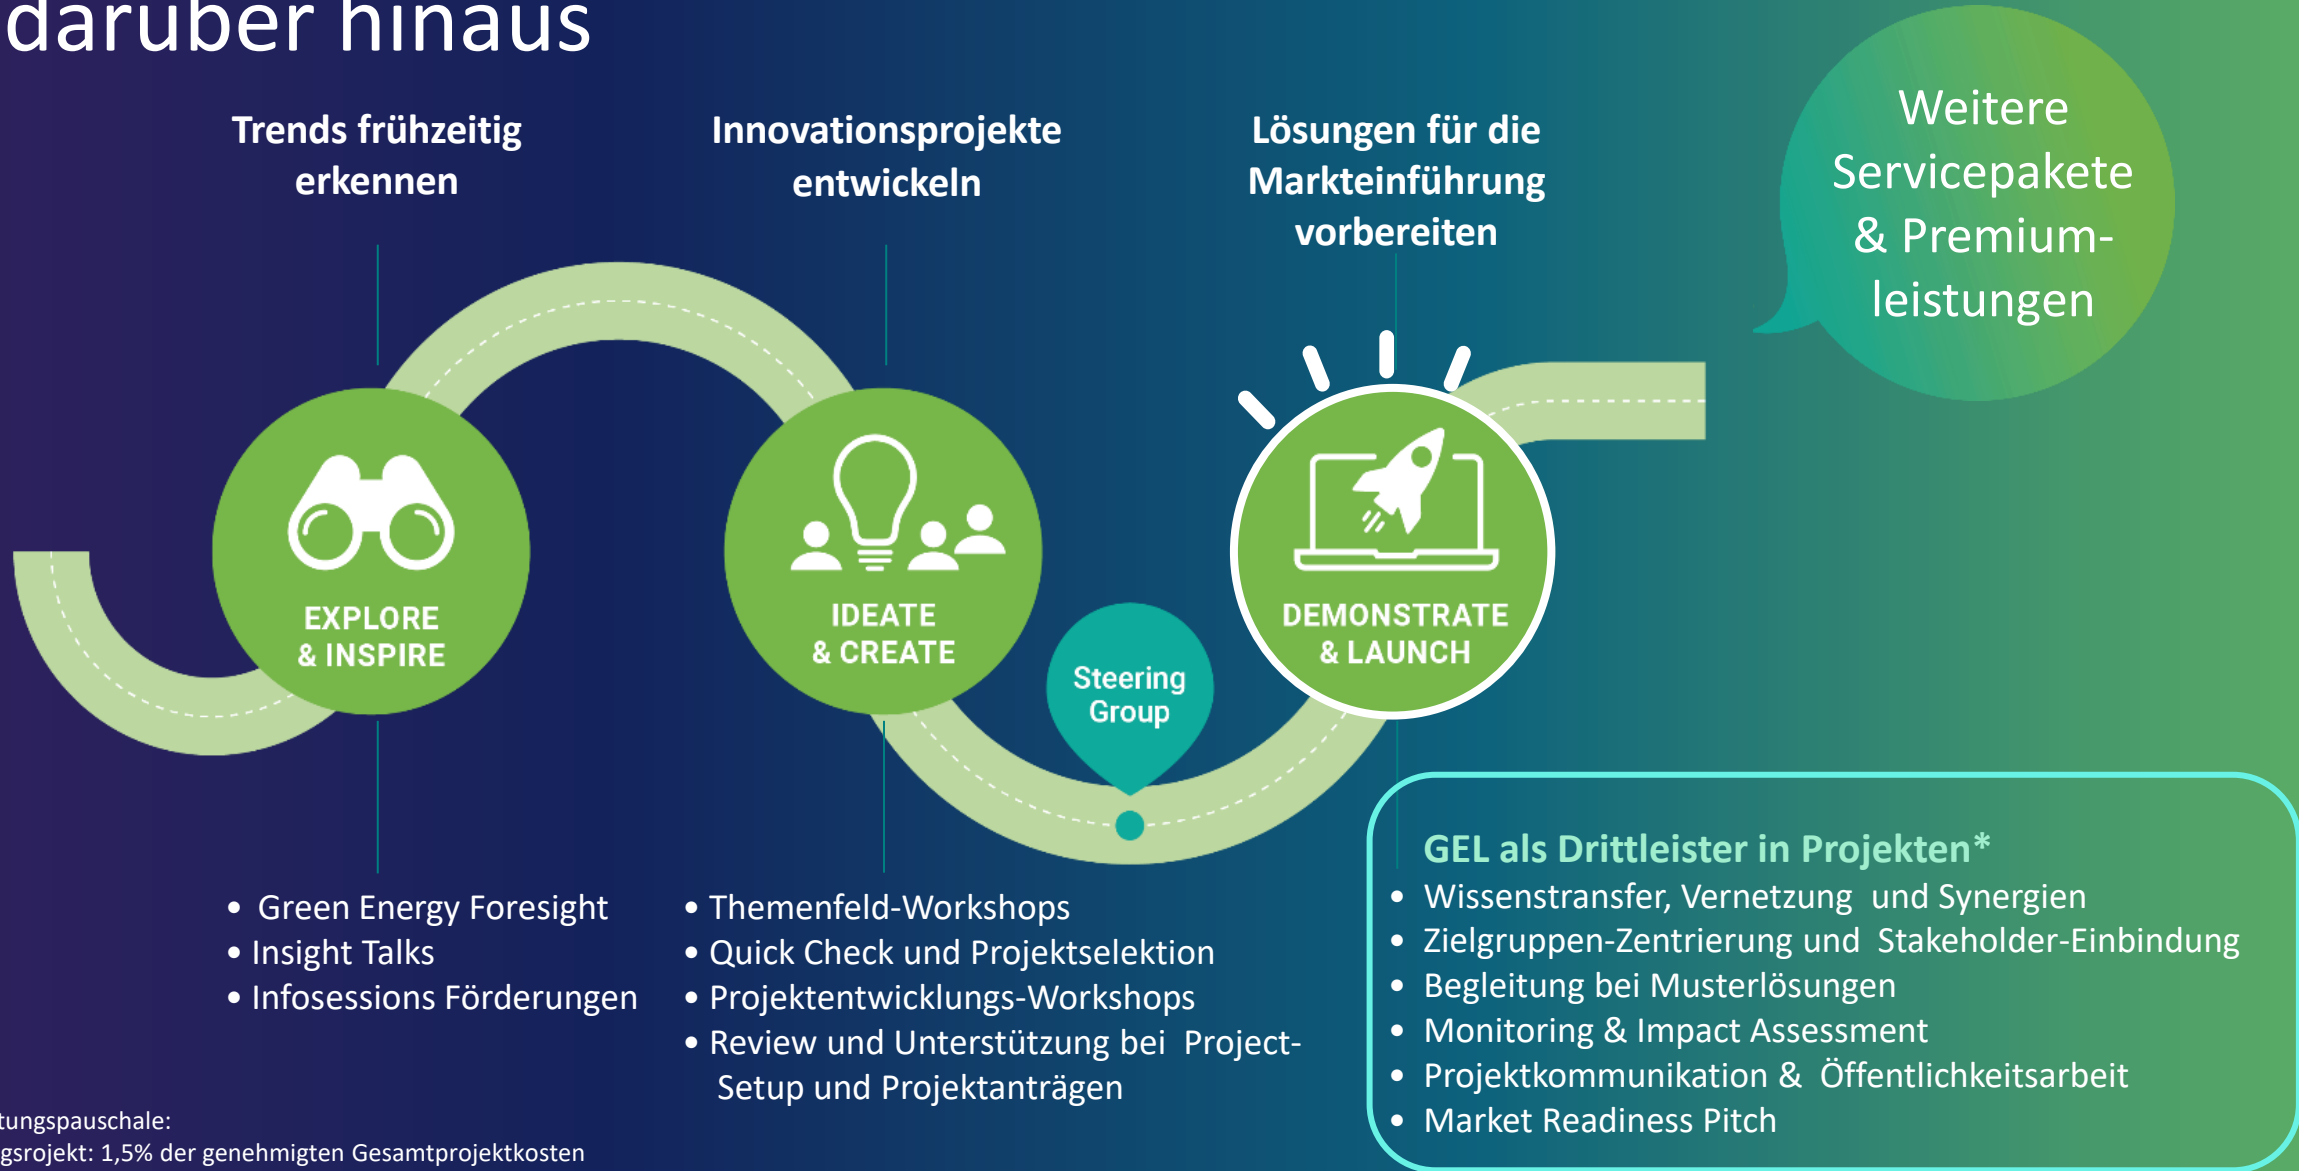 darüber hinaus
Trends frühzeitig
erkennen
Innovationsprojekte
entwickeln
Lösungen für die
Markteinführung
vorbereiten
Weitere
Servicepakete
& Premium-
leistungen
EXPLORE
& INSPIRE
IDEATE
& CREATE
Steering
Group
DEMONSTRATE
& LAUNCH
• Green Energy Foresight
• Insight Talks
• Infosessions Förderungen
• Themenfeld-Workshops
• Quick Check und Projektselektion
• Projektentwicklungs-Workshops
• Review und Unterstützung bei Project-
Setup und Projektanträgen
GEL als Drittleister in Projekten*
• Wissenstransfer, Vernetzung und Synergien
• Zielgruppen-Zentrierung und Stakeholder-Einbindung
• Begleitung bei Musterlösungen
• Monitoring & Impact Assessment
• Projektkommunikation & Öffentlichkeitsarbeit
• Market Readiness Pitch
tungspauschale:
gsrojekt: 1,5% der genehmigten Gesamtprojektkosten